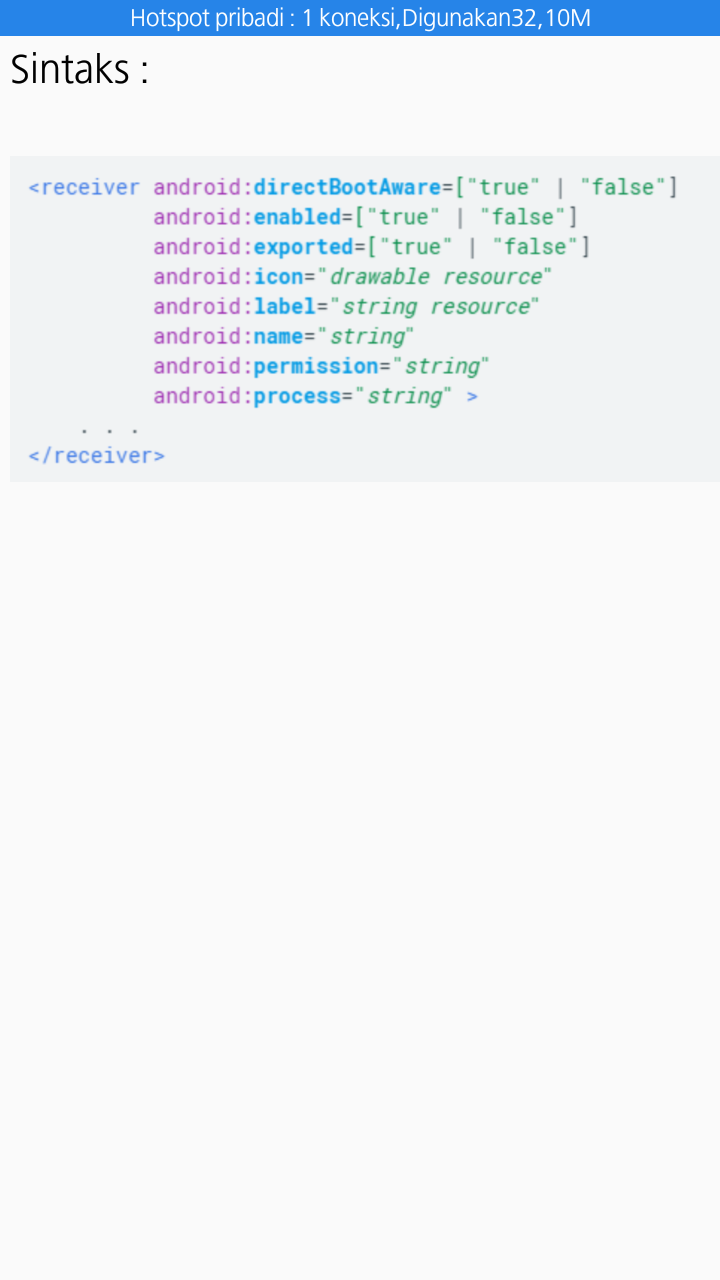 Hotspot pribadi : 1 koneksi,Digunakan32,10M
Sintaks :
<receiver android:directBootAware=["true" | "false"]
android:enabled=["true" | "false"]
android:exported=["true" | "false"]
android:icon="drawable resource"
android:label="string resource"
android:name="string"
android:permission="string"
android:process="string" >
. . .
</receiver>